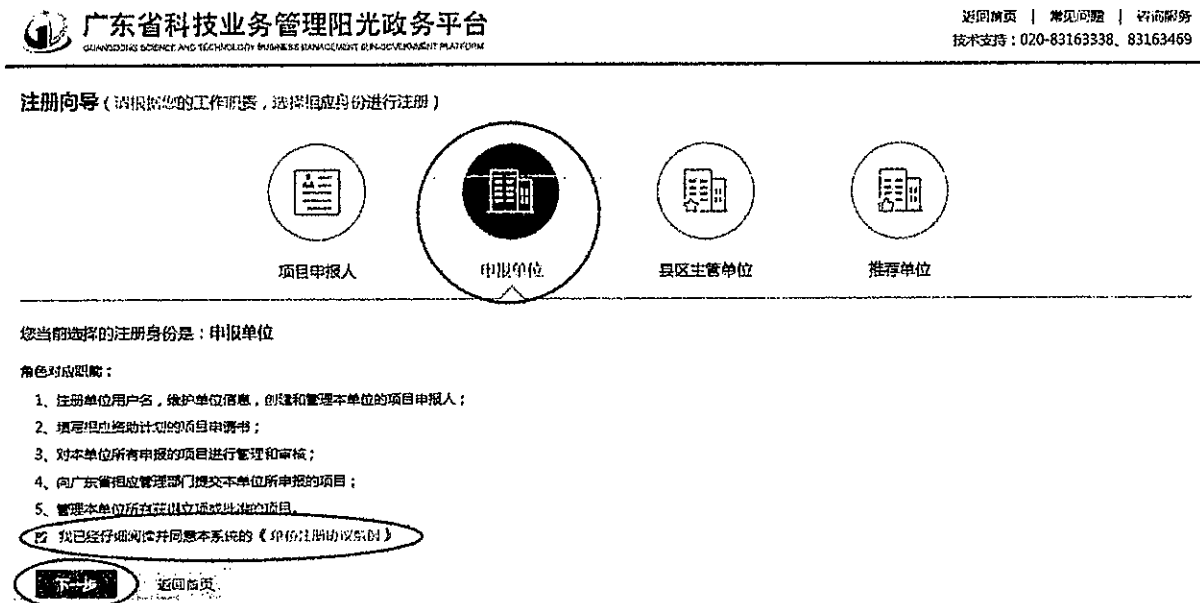 广东省科技业务管理阳光政务平台
GUANGDONG SCIENCE AND TECHNOLOGY BUSINESS MANAGEMENT SUN-GOVERNMENT PLATFORM
返回首页 | 常见问题 | 咨询服务
技术支持：020-83163338、83163469
注册向导（请根据您的工作职责，选择相应身份进行注册）
项目申报人 申报单位 县区主管单位 推荐单位
您当前选择的注册身份是：申报单位
角色对应职能：
1、注册单位用户名，维护单位信息，创建和管理本单位的项目申报人；
2、填写相应资助计划的项目申请书；
3、对本单位所有申报的项目进行管理和审核；
4、向广东省相应管理部门提交本单位所申报的项目；
5、管理本单位所有获得立项或批准的项目。
我已经仔细阅读并同意本系统的《单位注册协议条例》
下一步 返回首页